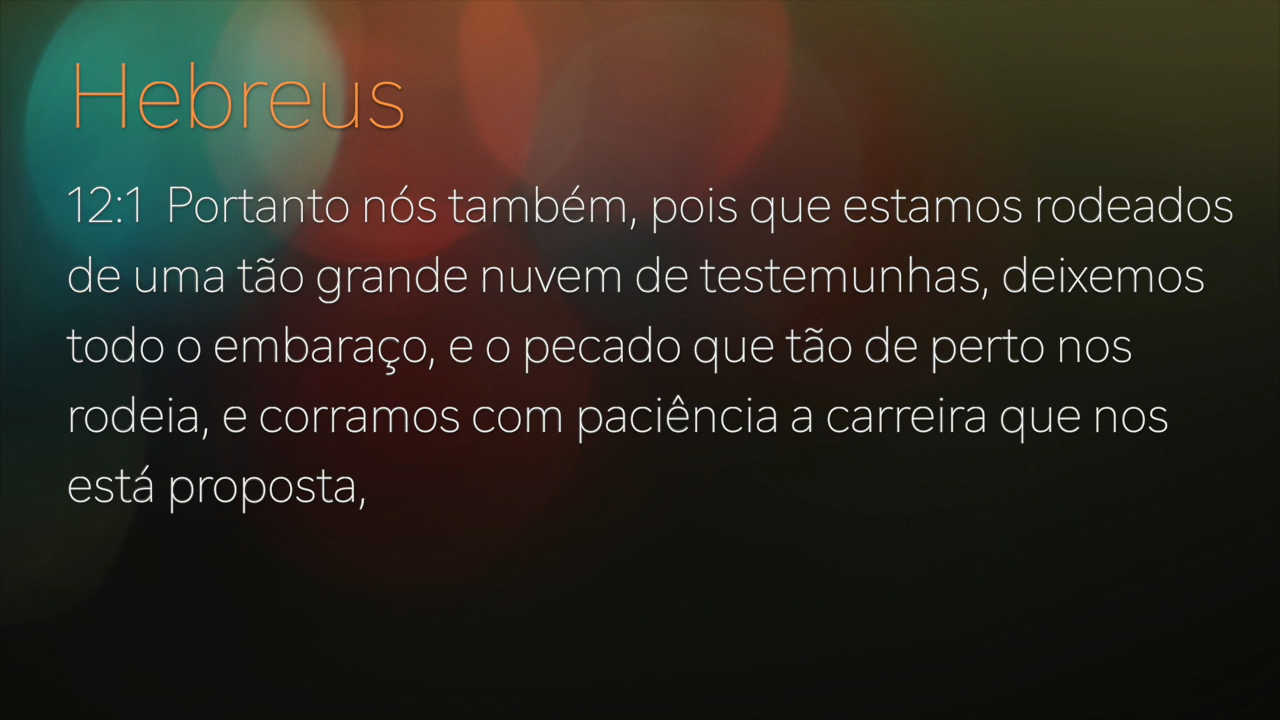 Hebreus
12:1 Portanto nós também, pois que estamos rodeados
de uma tão grande nuvem de testemunhas, deixemos
todo o embaraço, e o pecado que tão de perto nos
rodeia, e corramos com paciência a carreira que nos
está proposta,